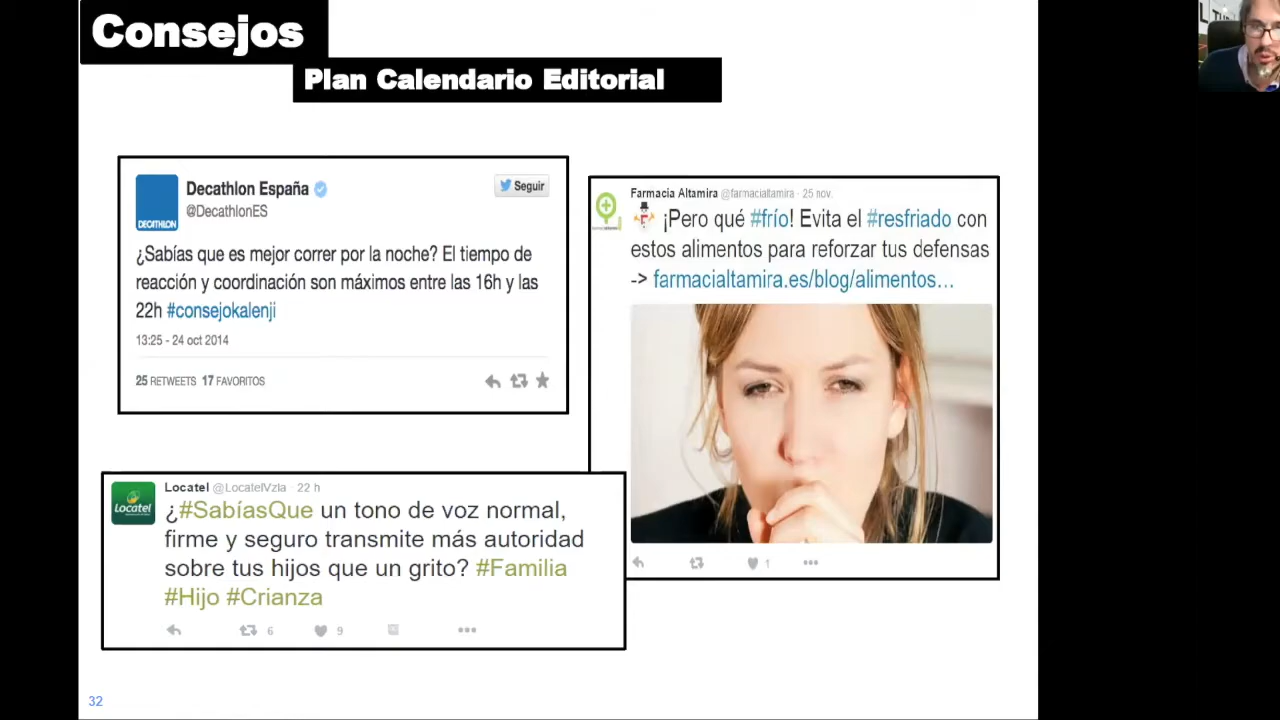 Consejos
Plan Calendario Editorial
Decathlon España
@DecathlonES
Seguir
DECATHLON
¿Sabías que es mejor correr por la noche? El tiempo de
reacción y coordinación son máximos entre las 16h y las
22h #consejokalenji
13:25 - 24 oct 2014
25 RETWEETS 17 FAVORITOS
Farmacia Altamira @farmacialtamira · 25 nov.
¡Pero qué #frío! Evita el #resfriado con
estos alimentos para reforzar tus defensas
-> farmacialtamira.es/blog/alimentos…
1
Locatel @LocatelVzla · 22 h
Locatel
¿#SabíasQue un tono de voz normal,
firme y seguro transmite más autoridad
sobre tus hijos que un grito? #Familia
#Hijo #Crianza
6 9
32